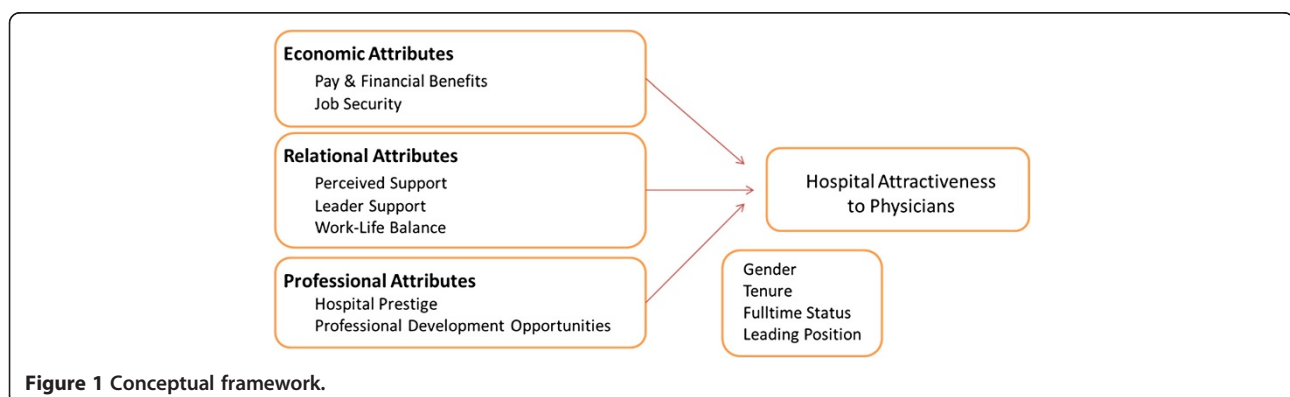 Economic Attributes
Pay & Financial Benefits
Job Security
Relational Attributes
Perceived Support
Leader Support
Work-Life Balance
Professional Attributes
Hospital Prestige
Professional Development Opportunities
Hospital Attractiveness
to Physicians
Gender
Tenure
Fulltime Status
Leading Position
Figure 1 Conceptual framework.